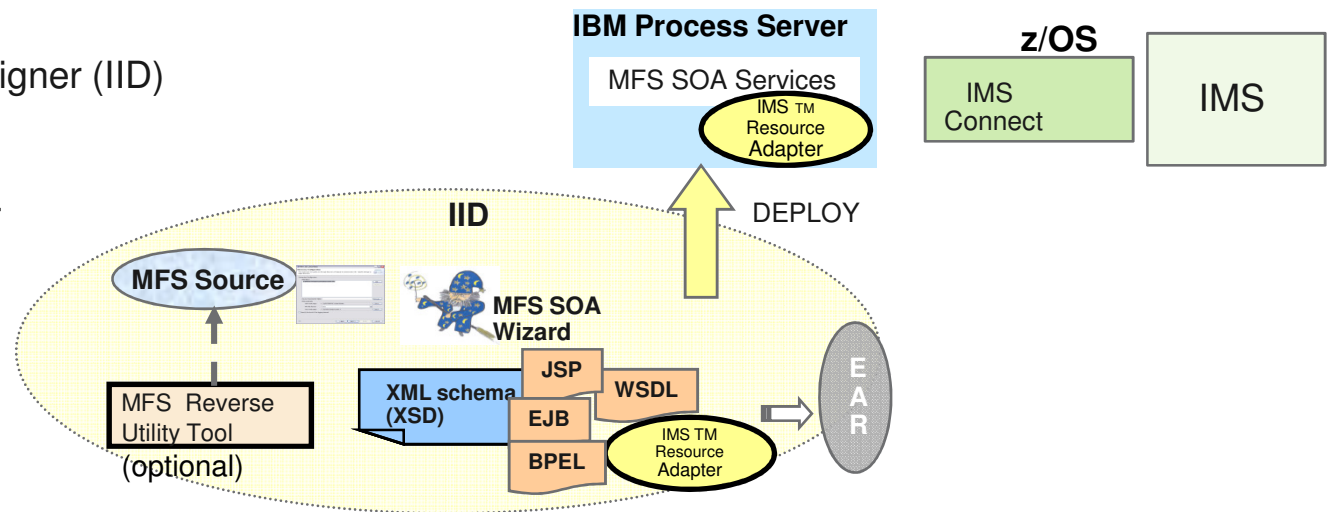 IBM Process Server
z/OS
igner (IID)
MFS SOA Services
IMS TM
Resource
Adapter
IMS
Connect
IMS
IID
DEPLOY
MFS Source
MFS SOA
Wizard
MFS Reverse
Utility Tool
(optional)
XML schema
(XSD)
JSP
WSDL
EJB
BPEL
IMS TM
Resource
Adapter
E
A
R